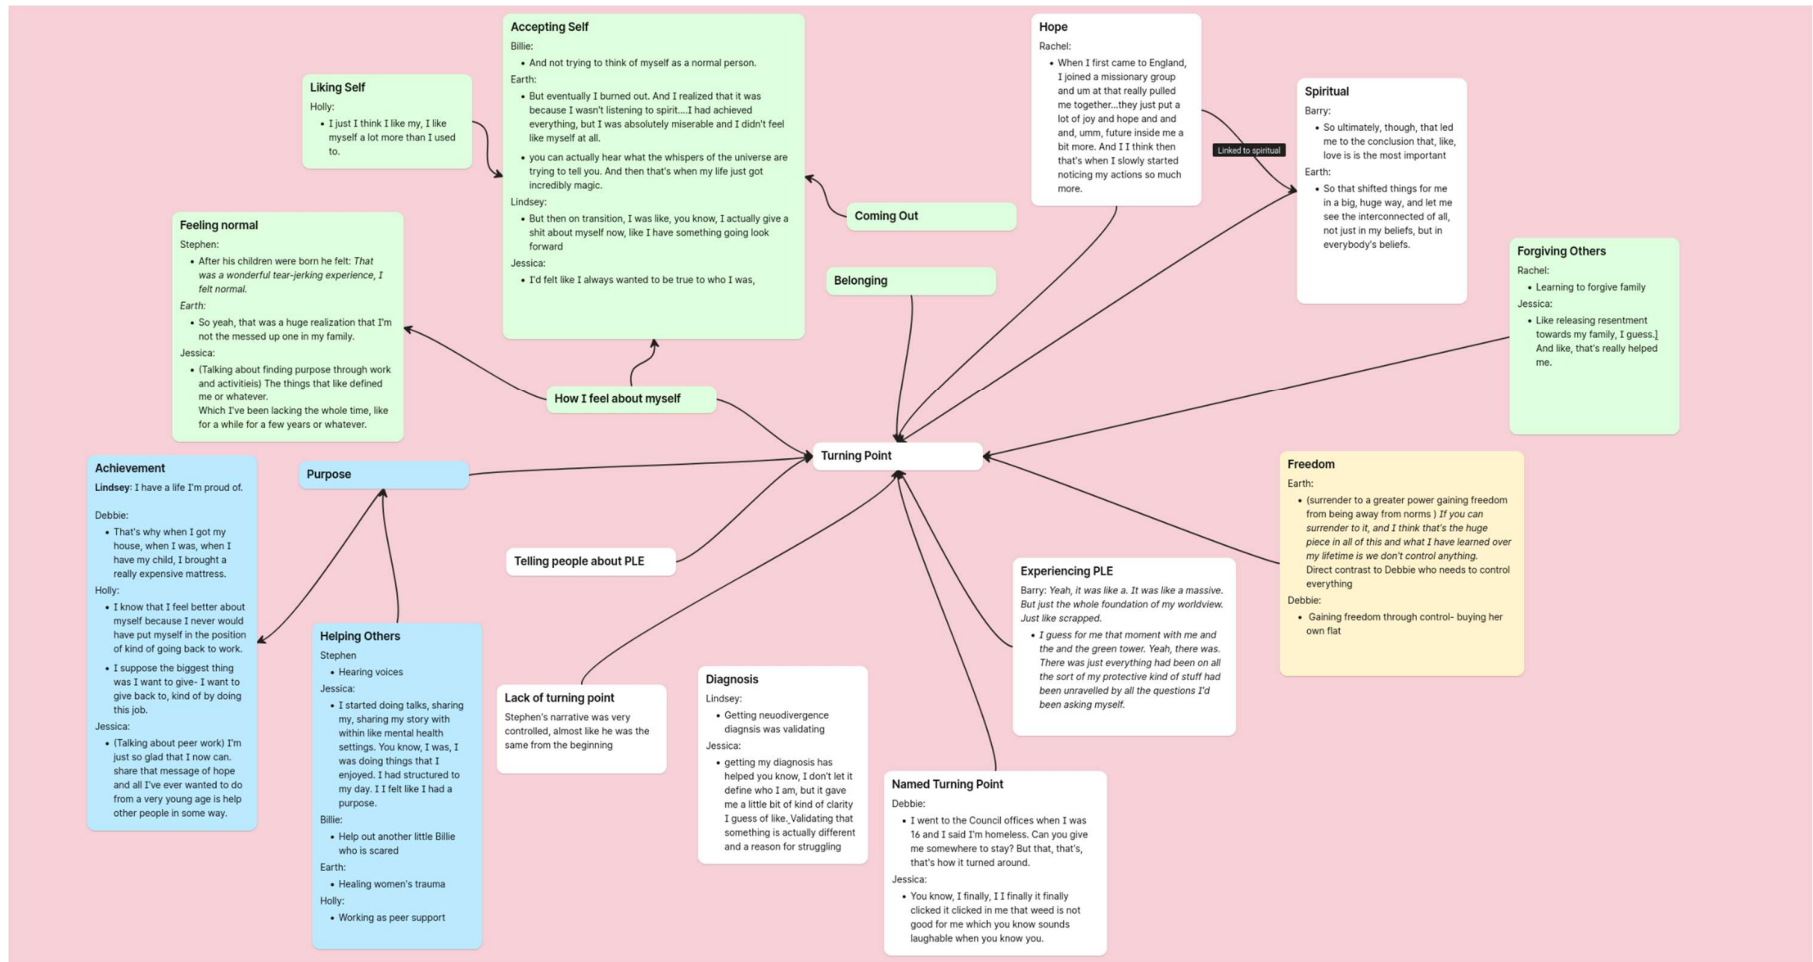 Accepting Self
Billie:
• And not trying to think of myself as a normal person.
Earth:
• But eventually I burned out. And I realized that it was
because I wasn't listening to spirit....I had achieved
everything, but I was absolutely miserable and I didn't feel
like myself at all.
• you can actually hear what the whispers of the universe are
trying to tell you. And then that's when my life just got
incredibly magic.
Lindsey:
• But then on transition, I was like, you know, I actually give a
shit about myself now, like I have something going look
forward
Jessica:
• I'd felt like I always wanted to be true to who I was,
Hope
Rachel:
• When I first came to England,
I joined a missionary group
and um at that really pulled
me together...they just put a
lot of joy and hope and and
and, umm, future inside me a
bit more. And I I think then
that's when I slowly started
noticing my actions so much
more.
Liking Self
Holly:
• I just I think I like my, I like
myself a lot more than I used
to.
Spiritual
Barry:
• So ultimately, though, that led
me to the conclusion that, like,
love is is the most important
Earth:
• So that shifted things for me
in a big, huge way, and let me
see the interconnected of all,
not just in my beliefs, but in
everybody's beliefs.
Linked to spiritual
Coming Out
Feeling normal
Stephen:
• After his children were born he felt: That
was a wonderful tear-jerking experience, I
felt normal.
Earth:
• So yeah, that was a huge realization that I'm
not the messed up one in my family.
Jessica:
• (Talking about finding purpose through work
and activitieis) The things that like defined
me or whatever.
Which I've been lacking the whole time, like
for a while for a few years or whatever.
Belonging
Forgiving Others
Rachel:
• Learning to forgive family
Jessica:
• Like releasing resentment
towards my family, I guess.]
And like, that's really helped
me.
How I feel about myself
Turning Point
Achievement
Lindsey: I have a life I'm proud of.
Debbie:
• That's why when I got my
house, when I was, when I
have my child, I brought a
really expensive mattress.
Holly:
• I know that I feel better about
myself because I never would
have put myself in the position
of kind of going back to work.
• I suppose the biggest thing
was I want to give- I want to
give back to, kind of by doing
this job.
Jessica:
• (Talking about peer work) I'm
just so glad that I now can.
share that message of hope
and all I've ever wanted to do
from a very young age is help
other people in some way.
Purpose
Freedom
Earth:
• (surrender to a greater power gaining freedom
from being away from norms ) If you can
surrender to it, and I think that's the huge
piece in all of this and what I have learned over
my lifetime is we don't control anything.
Direct contrast to Debbie who needs to control
everything
Debbie:
• Gaining freedom through control- buying her
own flat
Telling people about PLE
Experiencing PLE
Barry: Yeah, it was like a. It was like a massive.
But just the whole foundation of my worldview.
Just like scrapped.
• I guess for me that moment with me and
the and the green tower. Yeah, there was.
There was just everything had been on all
the sort of my protective kind of stuff had
been unravelled by all the questions I'd
been asking myself.
Helping Others
Stephen
• Hearing voices
Jessica:
• I started doing talks, sharing
my, sharing my story with
within like mental health
settings. You know, I was, I
was doing things that I
enjoyed. I had structured to
my day. I I felt like I had a
purpose.
Billie:
• Help out another little Billie
who is scared
Earth:
• Healing women's trauma
Holly:
• Working as peer support
Lack of turning point
Stephen's narrative was very
controlled, almost like he was the
same from the beginning
Diagnosis
Lindsey:
• Getting neudivergence
diagnsis was validating
Jessica:
• getting my diagnosis has
helped you know, I don't let it
define who I am, but it gave
me a little bit of kind of clarity
I guess of like. Validating that
something is actually different
and a reason for struggling
Named Turning Point
Debbie:
• I went to the Council offices when I was
16 and I said I'm homeless. Can you give
me somewhere to stay? But that, that's,
that's how it turned around.
Jessica:
• You know, I finally, I I finally it finally
clicked it clicked in me that weed is not
good for me which you know sounds
laughable when you know you.